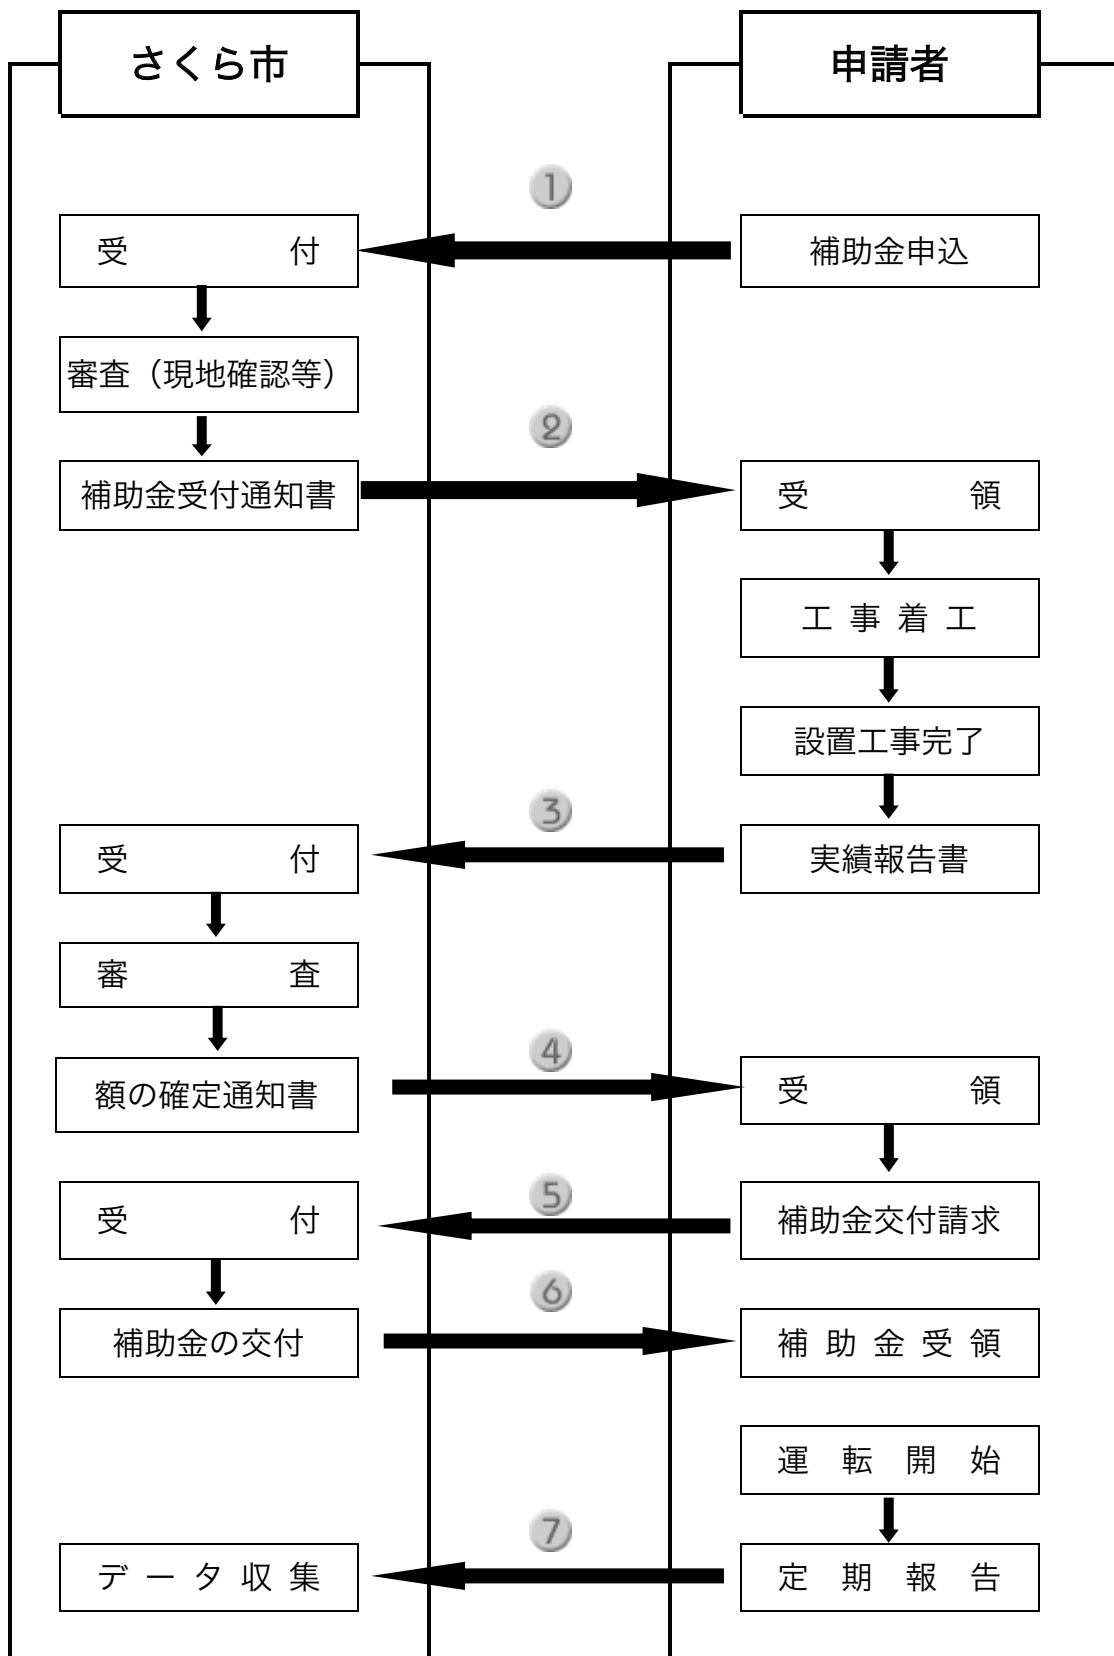 さくら市
申請者
①
受付
補助金申込
審査（現地確認等）
②
補助金受付通知書
受領
工事着工
設置工事完了
③
受付
実績報告書
審査
④
額の確定通知書
受領
⑤
受付
補助金交付請求
⑥
補助金の交付
補助金受領
運転開始
⑦
データ収集
定期報告